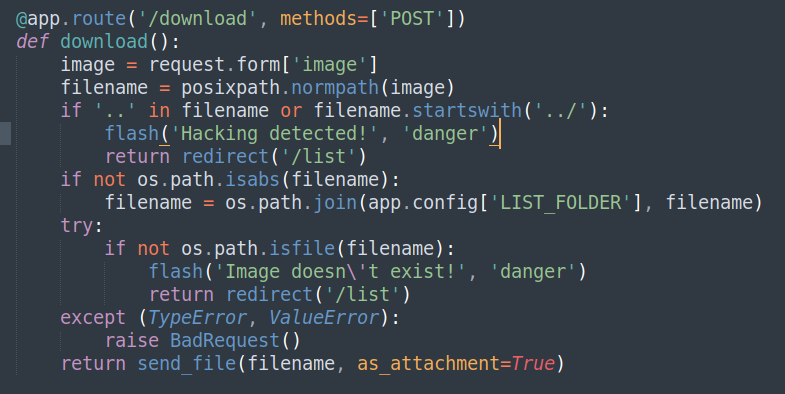 @app.route('/download', methods=['POST'])
def download():
    image = request.form['image']
    filename = posixpath.normpath(image)
    if '..' in filename or filename.startswith('../'):
        flash('Hacking detected!', 'danger')
        return redirect('/list')
    if not os.path.isabs(filename):
        filename = os.path.join(app.config['LIST_FOLDER'], filename)
    try:
        if not os.path.isfile(filename):
            flash('Image doesn\'t exist!', 'danger')
            return redirect('/list')
    except (TypeError, ValueError):
        raise BadRequest()
    return send_file(filename, as_attachment=True)